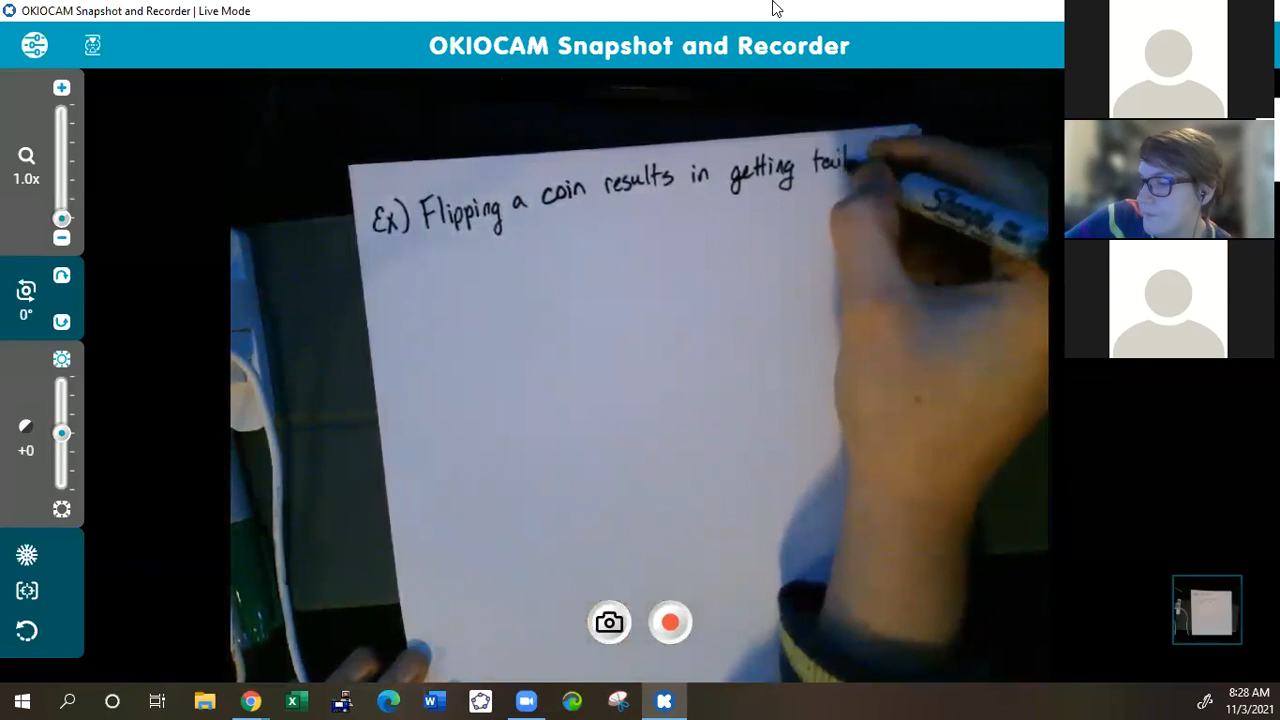 OKIOCAM Snapshot and Recorder | Live Mode
OKIOCAM Snapshot and Recorder
1.0x
0°
+0
Ex) Flipping a coin results in getting tail
Sharpie
8:28 AM
11/3/2021